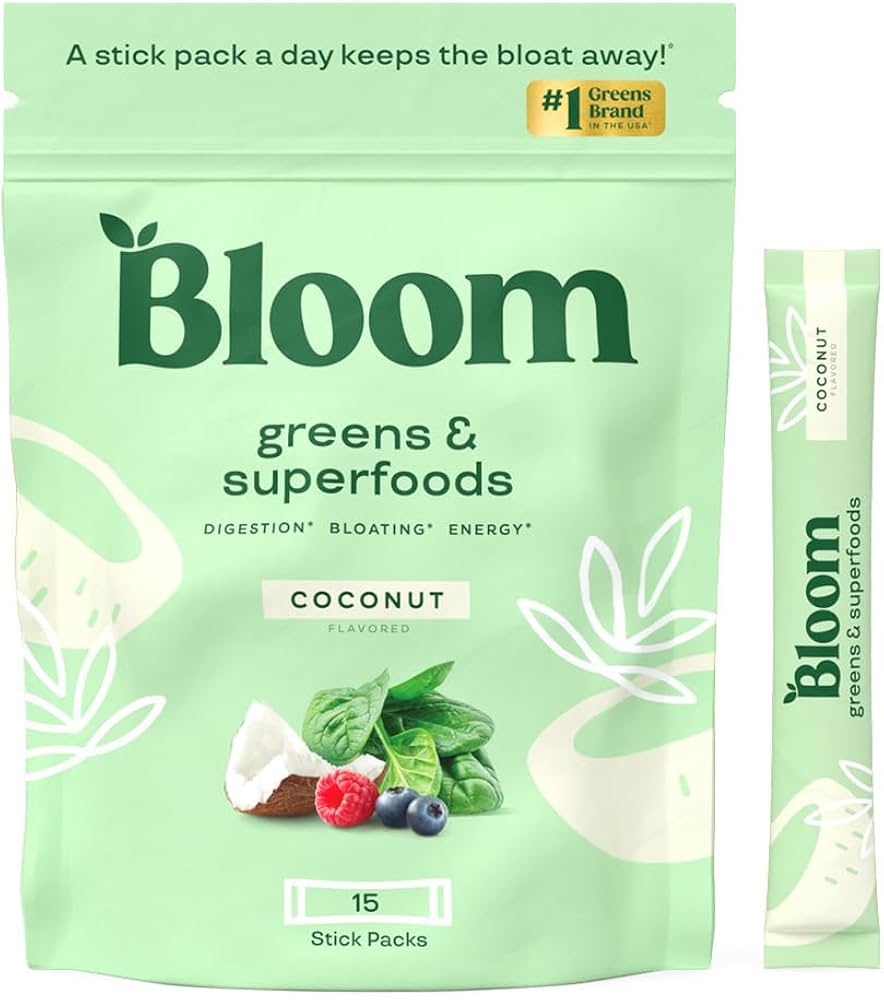 A stick pack a day keeps the bloat away!*
#1 Greens
Brand
IN THE USA†
Bloom
greens &
superfoods
DIGESTION* BLOATING* ENERGY*
COCONUT
FLAVORED
15
Stick Packs
COCONUT
FLAVORED
Bloom
greens & superfoods